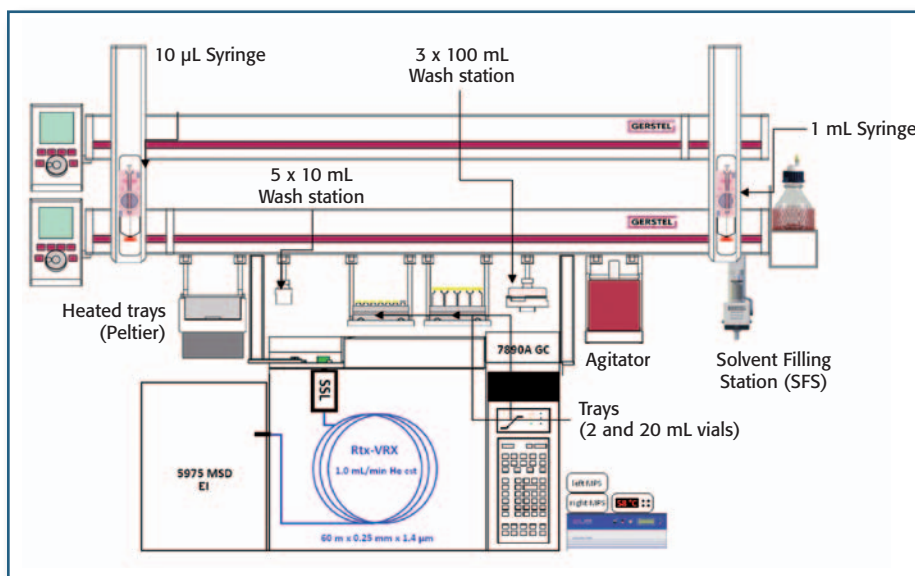 10 µL Syringe
3 x 100 mL
Wash station
GERSTEL
1 mL Syringe
5 x 10 mL
Wash station
GERSTEL
Heated trays
(Peltier)
7890A GC
Agitator
Solvent Filling
Station (SFS)
SSL
Trays
(2 and 20 mL vials)
Rtx-VRX
1.0 mL/min He cst
5975 MSD
EI
left MPS
right MPS
58 °C
60 m x 0.25 mm x 1.4 µm